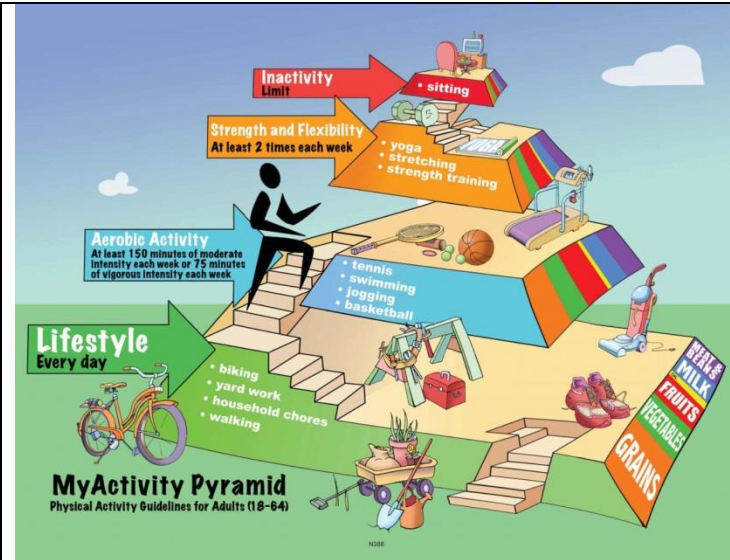 Inactivity
Limit
• sitting
Strength and Flexibility
At least 2 times each week
5
YOGA
• yoga
• stretching
• strength training
Aerobic Activity
At least 150 minutes of moderate
intensity each week or 75 minutes
of vigorous intensity each week
• tennis
• swimming
• jogging
• basketball
Lifestyle
Every day
• biking
• yard work
• household chores
• walking
MEAT &
BEANS
MILK
FRUITS
VEGETABLES
GRAINS
MyActivity Pyramid
Physical Activity Guidelines for Adults (18-64)
N388